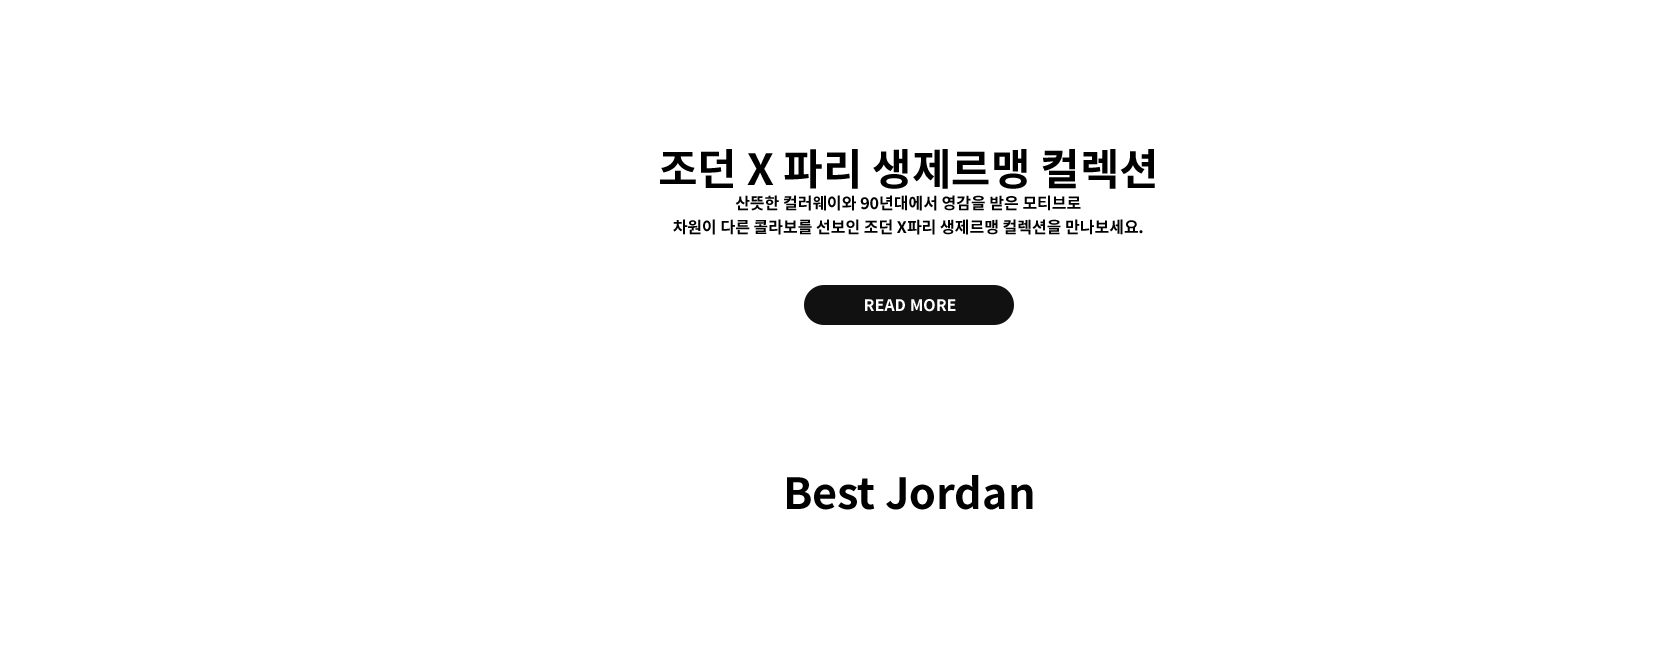 조던 X 파리 생제르맹 컬렉션
산뜻한 컬러웨이와 90년대에서 영감을 받은 모티브로
차원이 다른 콜라보를 선보인 조던 X파리 생제르맹 컬렉션을 만나보세요.
READ MORE
Best Jordan